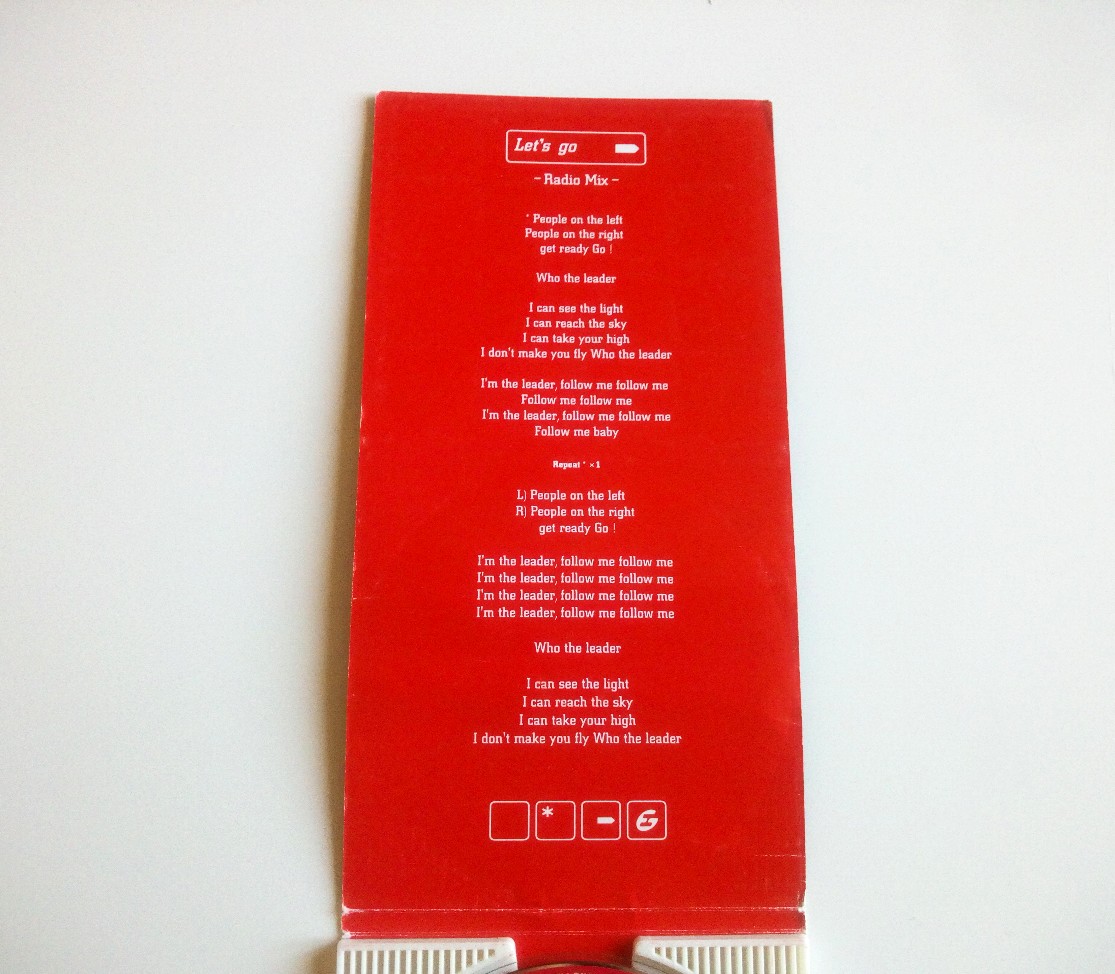 Let's go
- Radio Mix -
* People on the left
People on the right
get ready Go !
Who the leader
I can see the light
I can reach the sky
I can take your high
I don't make you fly Who the leader
I'm the leader, follow me follow me
Follow me follow me
I'm the leader, follow me follow me
Follow me baby
Repeat * ×1
L) People on the left
R) People on the right
get ready Go !
I'm the leader, follow me follow me
I'm the leader, follow me follow me
I'm the leader, follow me follow me
I'm the leader, follow me follow me
Who the leader
I can see the light
I can reach the sky
I can take your high
I don't make you fly Who the leader
*